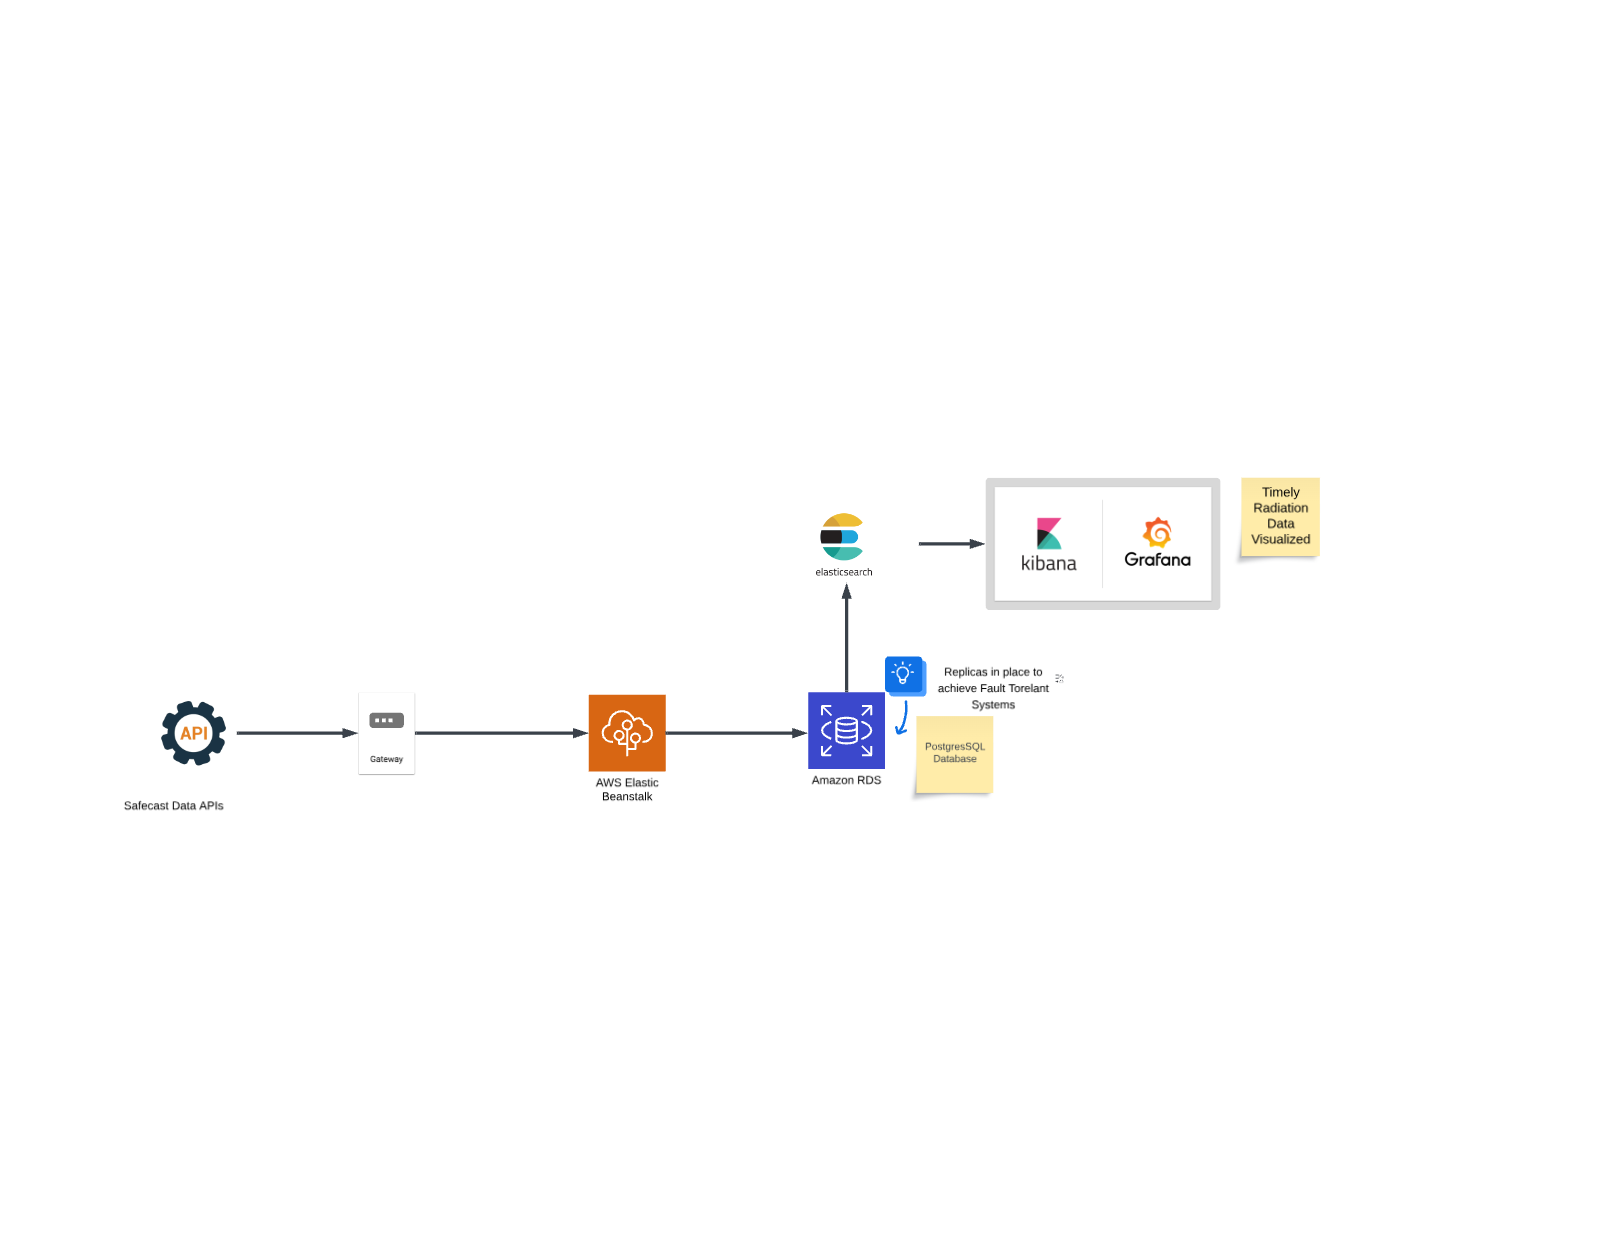 Timely
Radiation
Data
Visualized
kibana
Grafana
elasticsearch
Replicas in place to
achieve Fault Torelant
Systems
PostgresSQL
Database
API
Gateway
AWS Elastic
Beanstalk
Amazon RDS
Safecast Data APIs